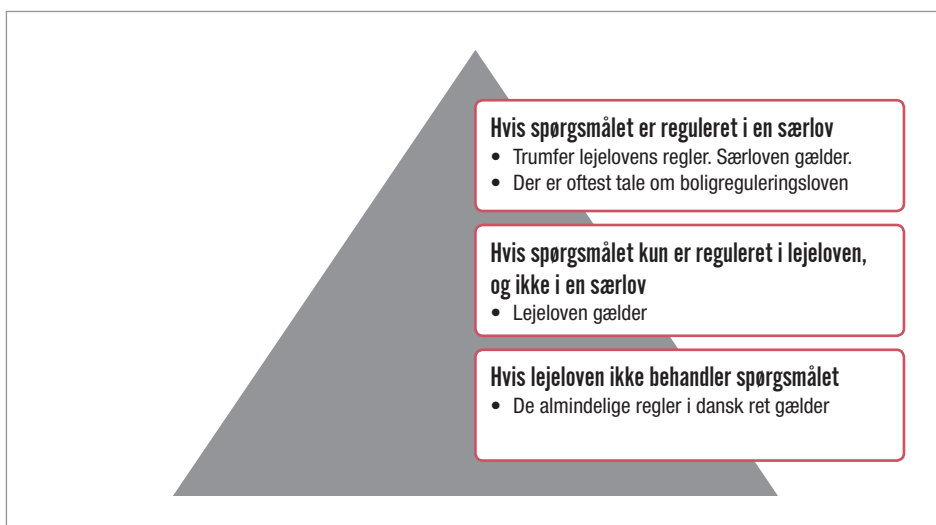 Hvis spørgsmålet er reguleret i en særlov
• Trumfer lejelovens regler. Særloven gælder.
• Der er oftest tale om boligreguleringsloven
Hvis spørgsmålet kun er reguleret i lejeloven,
og ikke i en særlov
• Lejeloven gælder
Hvis lejeloven ikke behandler spørgsmålet
• De almindelige regler i dansk ret gælder